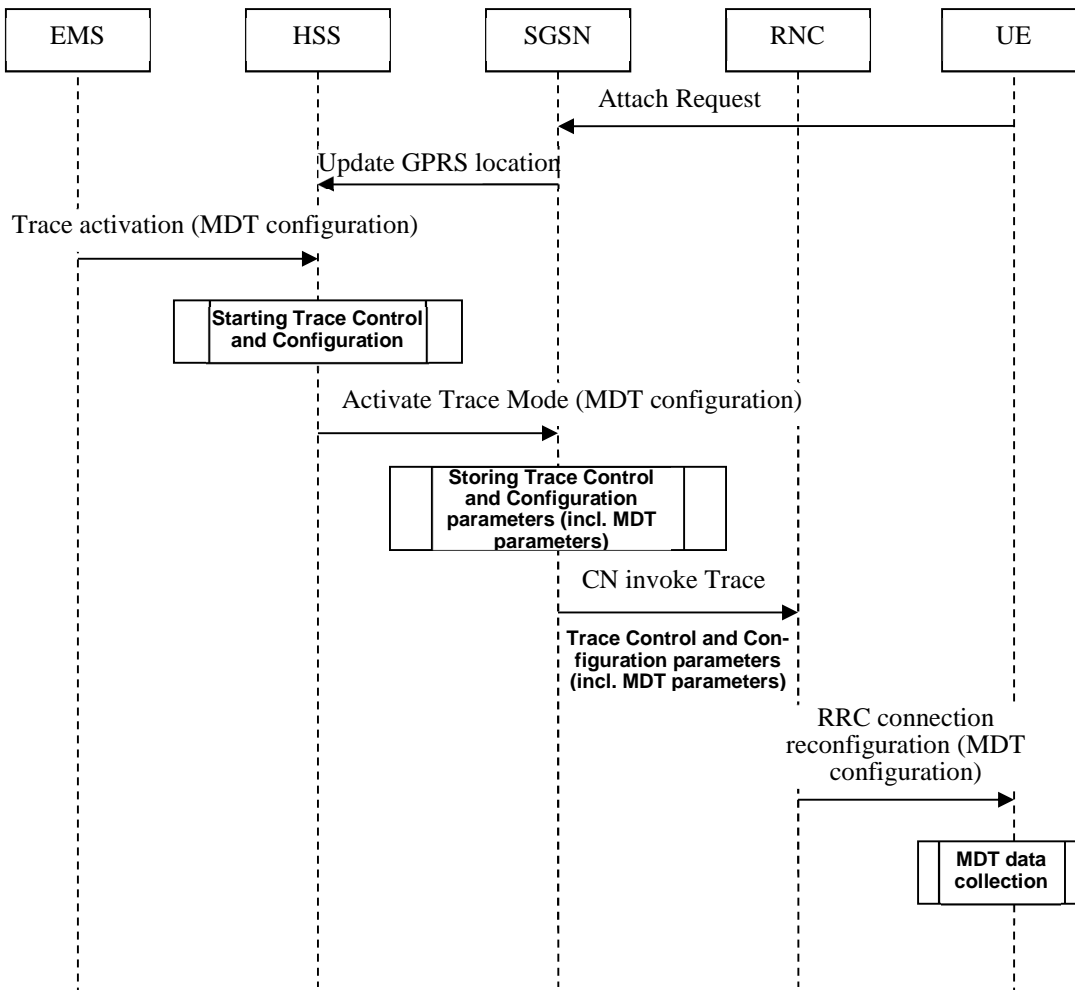 EMS
HSS
SGSN
RNC
UE
Attach Request
Update GPRS location
Trace activation (MDT configuration)
Starting Trace Control
and Configuration
Activate Trace Mode (MDT configuration)
Storing Trace Control
and Configuration
parameters (incl. MDT
parameters)
CN invoke Trace
Trace Control and Con-
figuration parameters
(incl. MDT parameters)
RRC connection
reconfiguration (MDT
configuration)
MDT data
collection